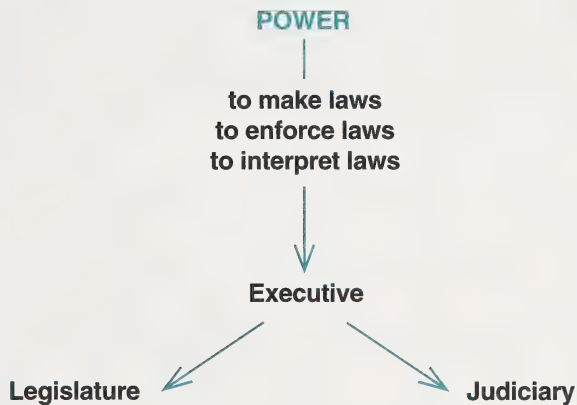 POWER
to make laws
to enforce laws
to interpret laws
Executive
Legislature
Judiciary